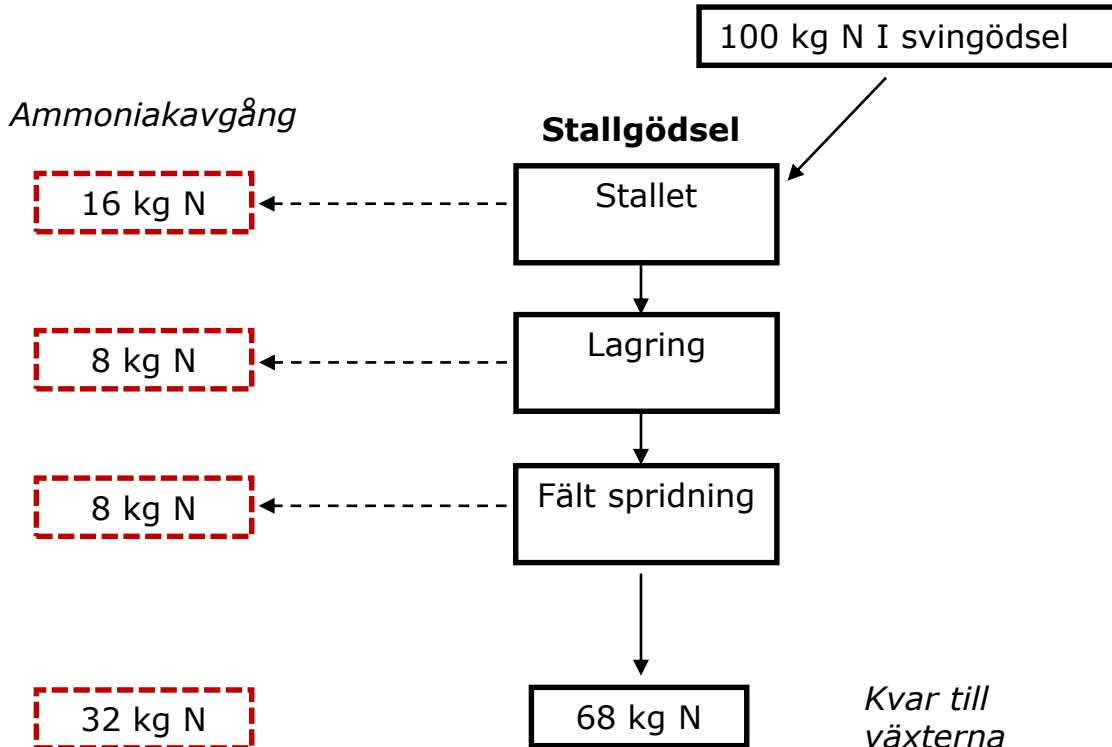 100 kg N I svingödsel
Ammoniakavgång
Stallgödsel
16 kg N
Stallet
8 kg N
Lagring
8 kg N
Fält spridning
32 kg N
68 kg N
Kvar till
växterna